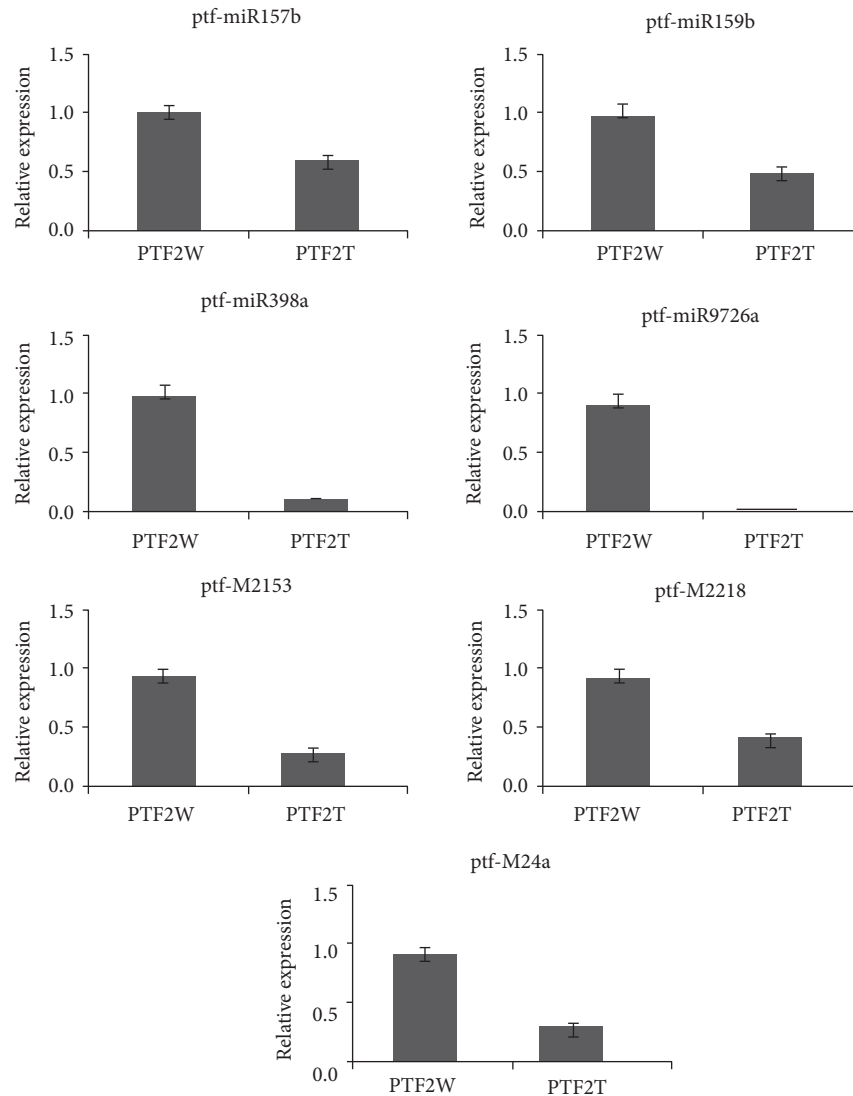 ptf-miR157b
1.5
1.0
0.5
0.0
Relative expression
PTF2W PTF2T
ptf-miR159b
1.5
1.0
0.5
0.0
Relative expression
PTF2W PTF2T
ptf-miR398a
1.5
1.0
0.5
0.0
Relative expression
PTF2W PTF2T
ptf-miR9726a
1.5
1.0
0.5
0.0
Relative expression
PTF2W PTF2T
ptf-M2153
1.5
1.0
0.5
0.0
Relative expression
PTF2W PTF2T
ptf-M2218
1.5
1.0
0.5
0.0
Relative expression
PTF2W PTF2T
ptf-M24a
1.5
1.0
0.5
0.0
Relative expression
PTF2W PTF2T